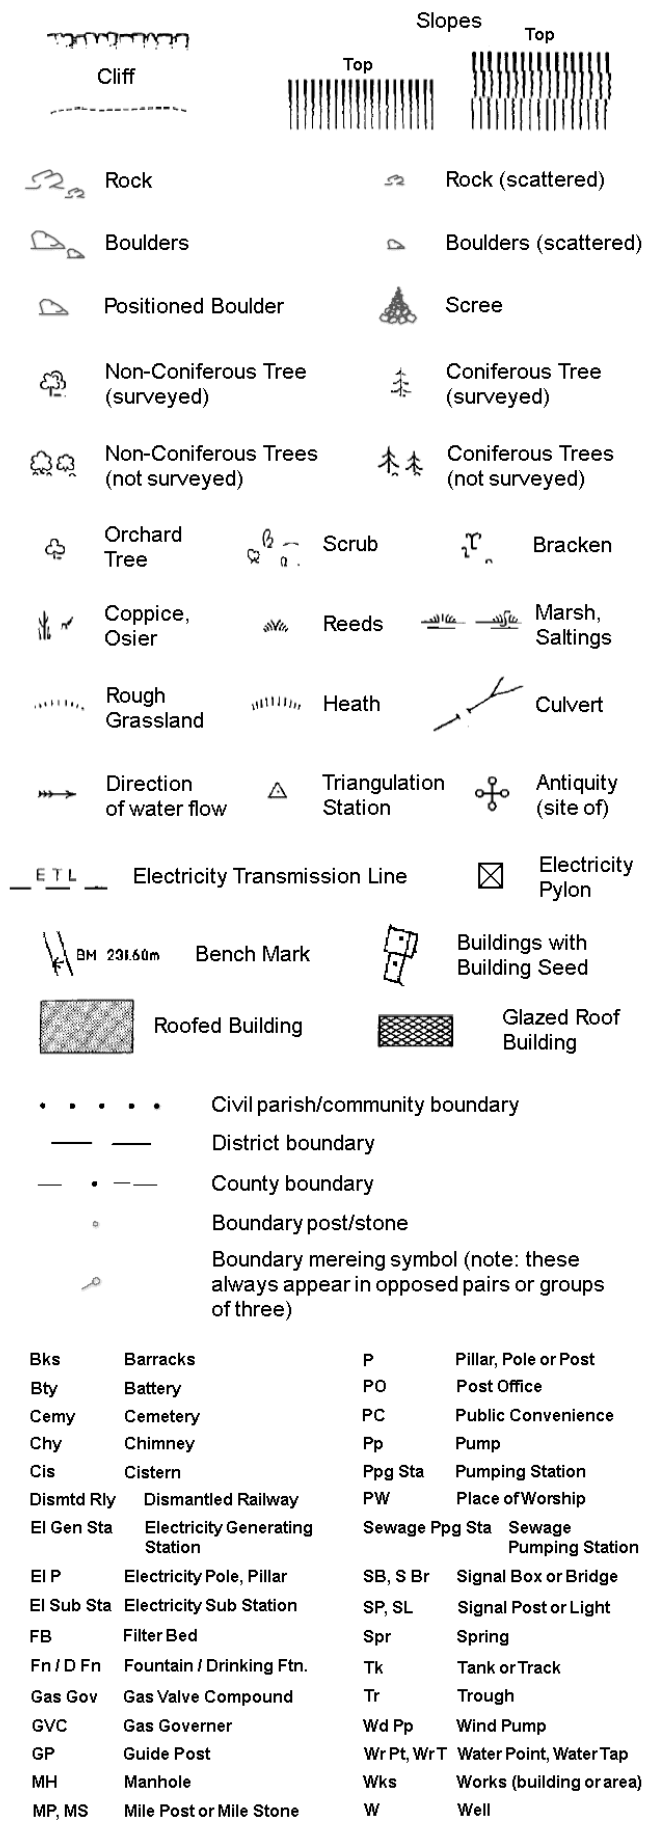 Slopes
Cliff
Top
Top
Rock
Rock (scattered)
Boulders
Boulders (scattered)
Positioned Boulder
Scree
Non-Coniferous Tree
(surveyed)
Coniferous Tree
(surveyed)
Non-Coniferous Trees
(not surveyed)
Coniferous Trees
(not surveyed)
Orchard
Tree
Scrub
Bracken
Coppice,
Osier
Reeds
Marsh,
Saltings
Rough
Grassland
Heath
Culvert
Direction
of water flow
Triangulation
Station
Antiquity
(site of)
E T L
Electricity Transmission Line
Electricity
Pylon
BM 231.60m
Bench Mark
Buildings with
Building Seed
Roofed Building
Glazed Roof
Building
Civil parish/community boundary
District boundary
County boundary
Boundary post/stone
Boundary mereing symbol (note: these
always appear in opposed pairs or groups
of three)
Bks Barracks
Bty Battery
Cemy Cemetery
Chy Chimney
Cis Cistern
Dismtd Rly Dismantled Railway
El Gen Sta Electricity Generating
Station
El P Electricity Pole, Pillar
El Sub Sta Electricity Sub Station
FB Filter Bed
Fn / D Fn Fountain / Drinking Ftn.
Gas Gov Gas Valve Compound
GVC Gas Governer
GP Guide Post
MH Manhole
MP, MS Mile Post or Mile Stone
P Pillar, Pole or Post
PO Post Office
PC Public Convenience
Pp Pump
Ppg Sta Pumping Station
PW Place of Worship
Sewage Ppg Sta Sewage
Pumping Station
SB, S Br Signal Box or Bridge
SP, SL Signal Post or Light
Spr Spring
Tk Tank or Track
Tr Trough
Wd Pp Wind Pump
Wr Pt, Wr T Water Point, Water Tap
Wks Works (building or area)
W Well